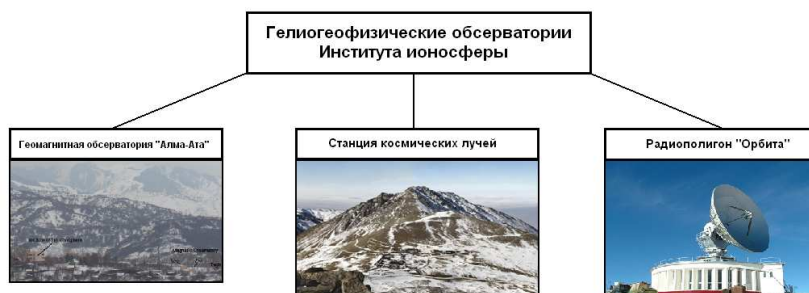 Гелиогеофизические обсерватории
Института ионосферы
Геомагнитная обсерватория "Алма-Ата"
Станция космических лучей
Радиополигон "Орбита"